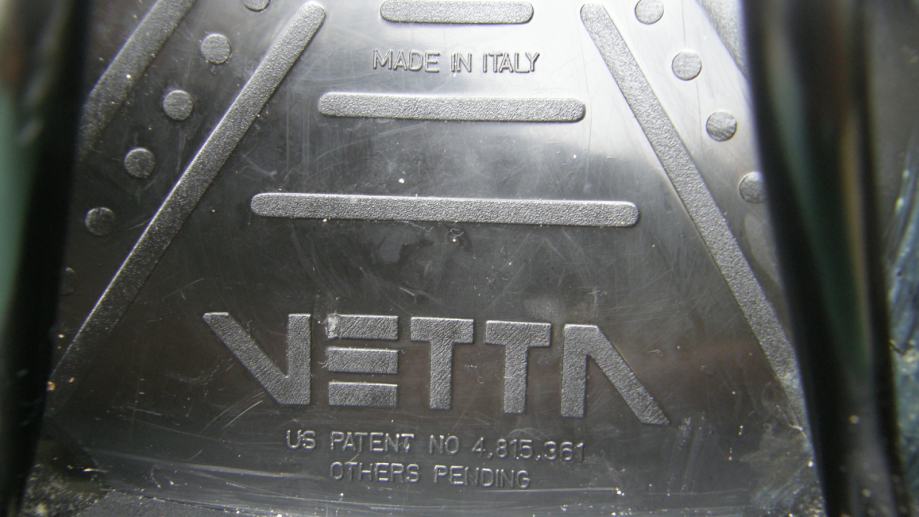 MADE IN ITALY
VETTA
US PATENT NO 4,815,361
OTHERS PENDING